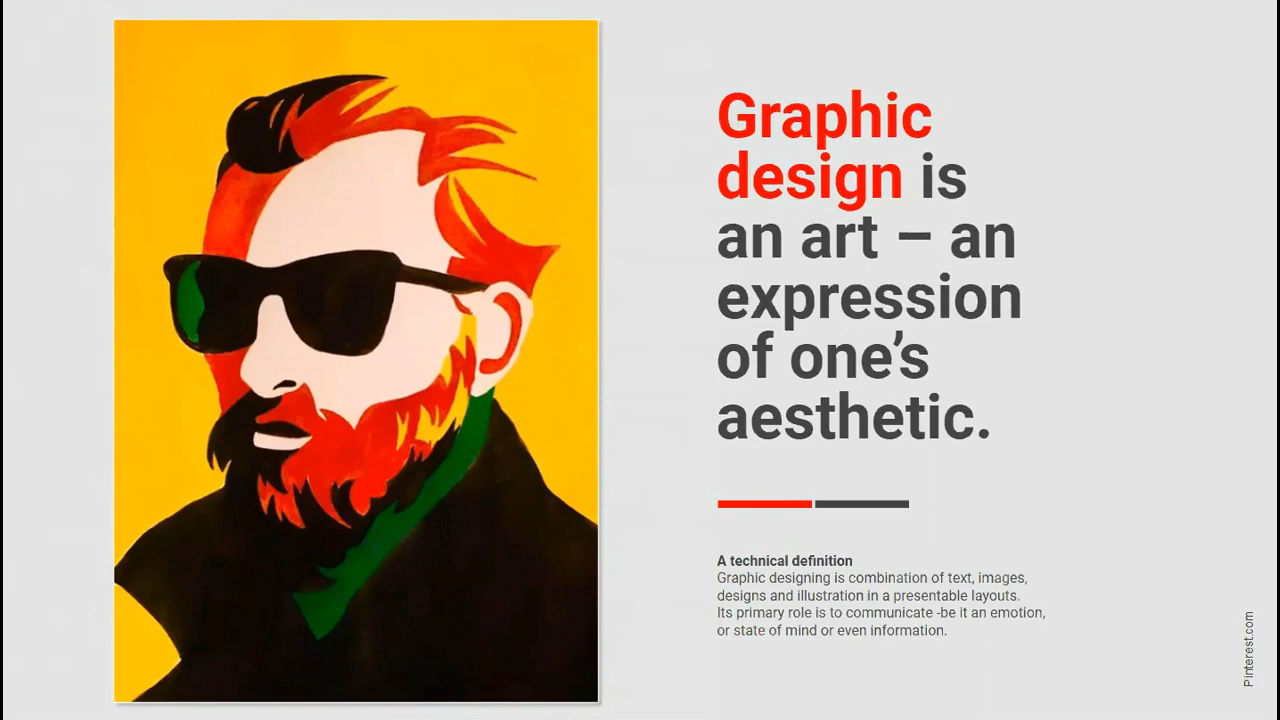 Graphic
design is
an art – an
expression
of one’s
aesthetic.
A technical definition
Graphic designing is combination of text, images,
designs and illustration in a presentable layouts.
Its primary role is to communicate -be it an emotion,
or state of mind or even information.
Pinterest.com